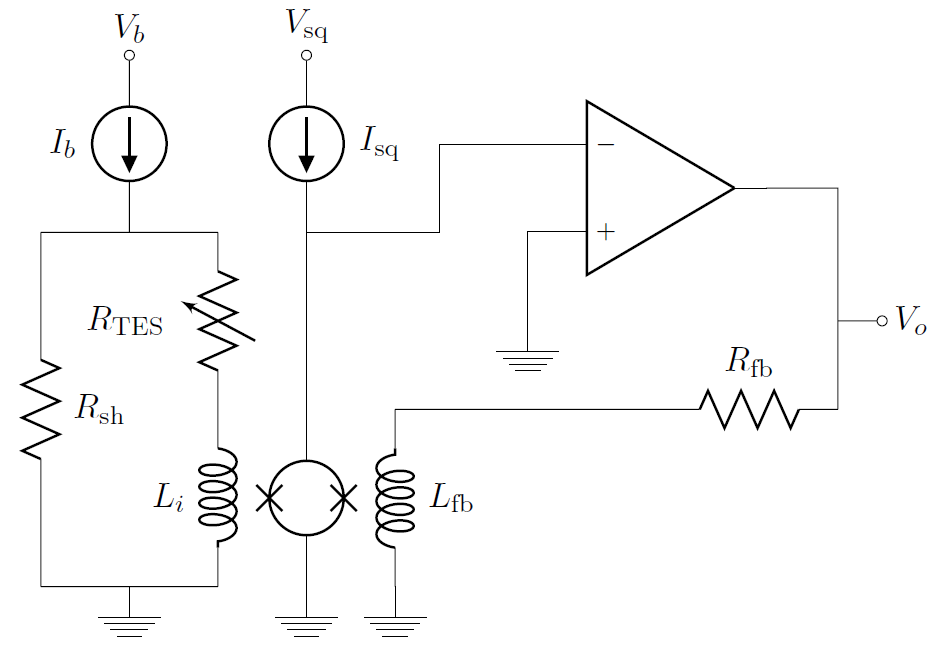 V_b
V_sq
I_b
I_sq
−
+
R_TES
V_o
R_fb
R_sh
L_i
L_fb